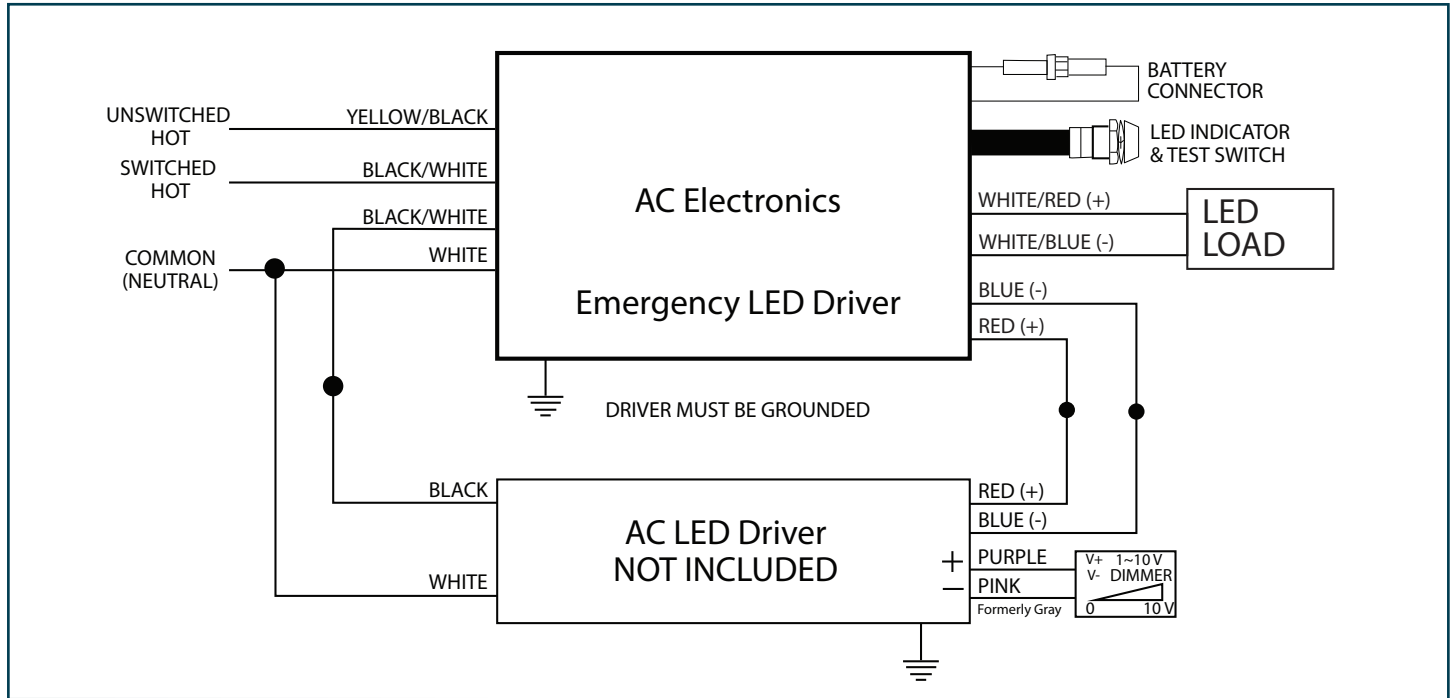 UNSWITCHED
HOT
YELLOW/BLACK
SWITCHED
HOT
BLACK/WHITE
BLACK/WHITE
COMMON
(NEUTRAL)
WHITE
AC Electronics
Emergency LED Driver
BATTERY
CONNECTOR
LED INDICATOR
& TEST SWITCH
WHITE/RED (+)
WHITE/BLUE (-)
LED
LOAD
BLUE (-)
RED (+)
DRIVER MUST BE GROUNDED
BLACK
WHITE
AC LED Driver
NOT INCLUDED
RED (+)
BLUE (-)
+ PURPLE
− PINK
Formerly Gray
V+ 1~10 V
V- DIMMER
0 10 V